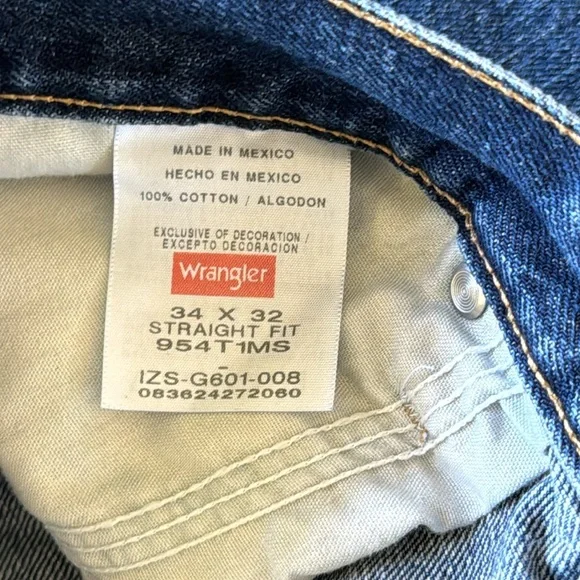 MADE IN MEXICO
HECHO EN MEXICO
100% COTTON / ALGODON
EXCLUSIVE OF DECORATION /
EXCEPTO DECORACION
Wrangler
34 X 32
STRAIGHT FIT
954T1MS
-
IZS-G601-008
083624272060